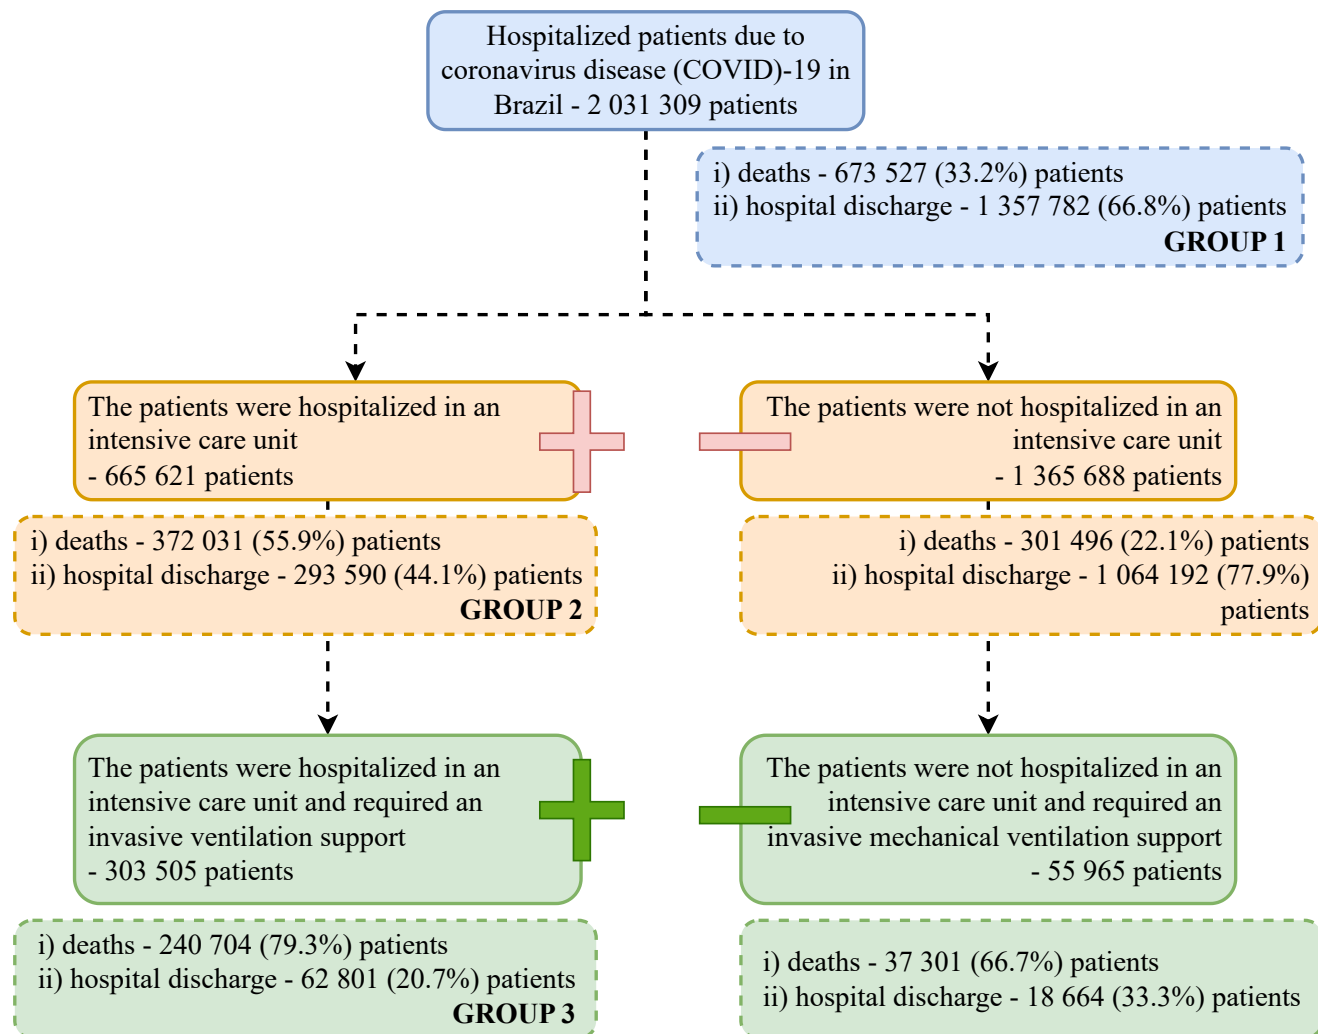 Hospitalized patients due to
coronavirus disease (COVID)-19 in
Brazil - 2 031 309 patients
i) deaths - 673 527 (33.2%) patients
ii) hospital discharge - 1 357 782 (66.8%) patients
GROUP 1
The patients were hospitalized in an
intensive care unit
- 665 621 patients
The patients were not hospitalized in an
intensive care unit
- 1 365 688 patients
i) deaths - 372 031 (55.9%) patients
ii) hospital discharge - 293 590 (44.1%) patients
GROUP 2
i) deaths - 301 496 (22.1%) patients
ii) hospital discharge - 1 064 192 (77.9%)
patients
The patients were hospitalized in an
intensive care unit and required an
invasive ventilation support
- 303 505 patients
The patients were not hospitalized in an
intensive care unit and required an
invasive mechanical ventilation support
- 55 965 patients
i) deaths - 240 704 (79.3%) patients
ii) hospital discharge - 62 801 (20.7%) patients
GROUP 3
i) deaths - 37 301 (66.7%) patients
ii) hospital discharge - 18 664 (33.3%) patients